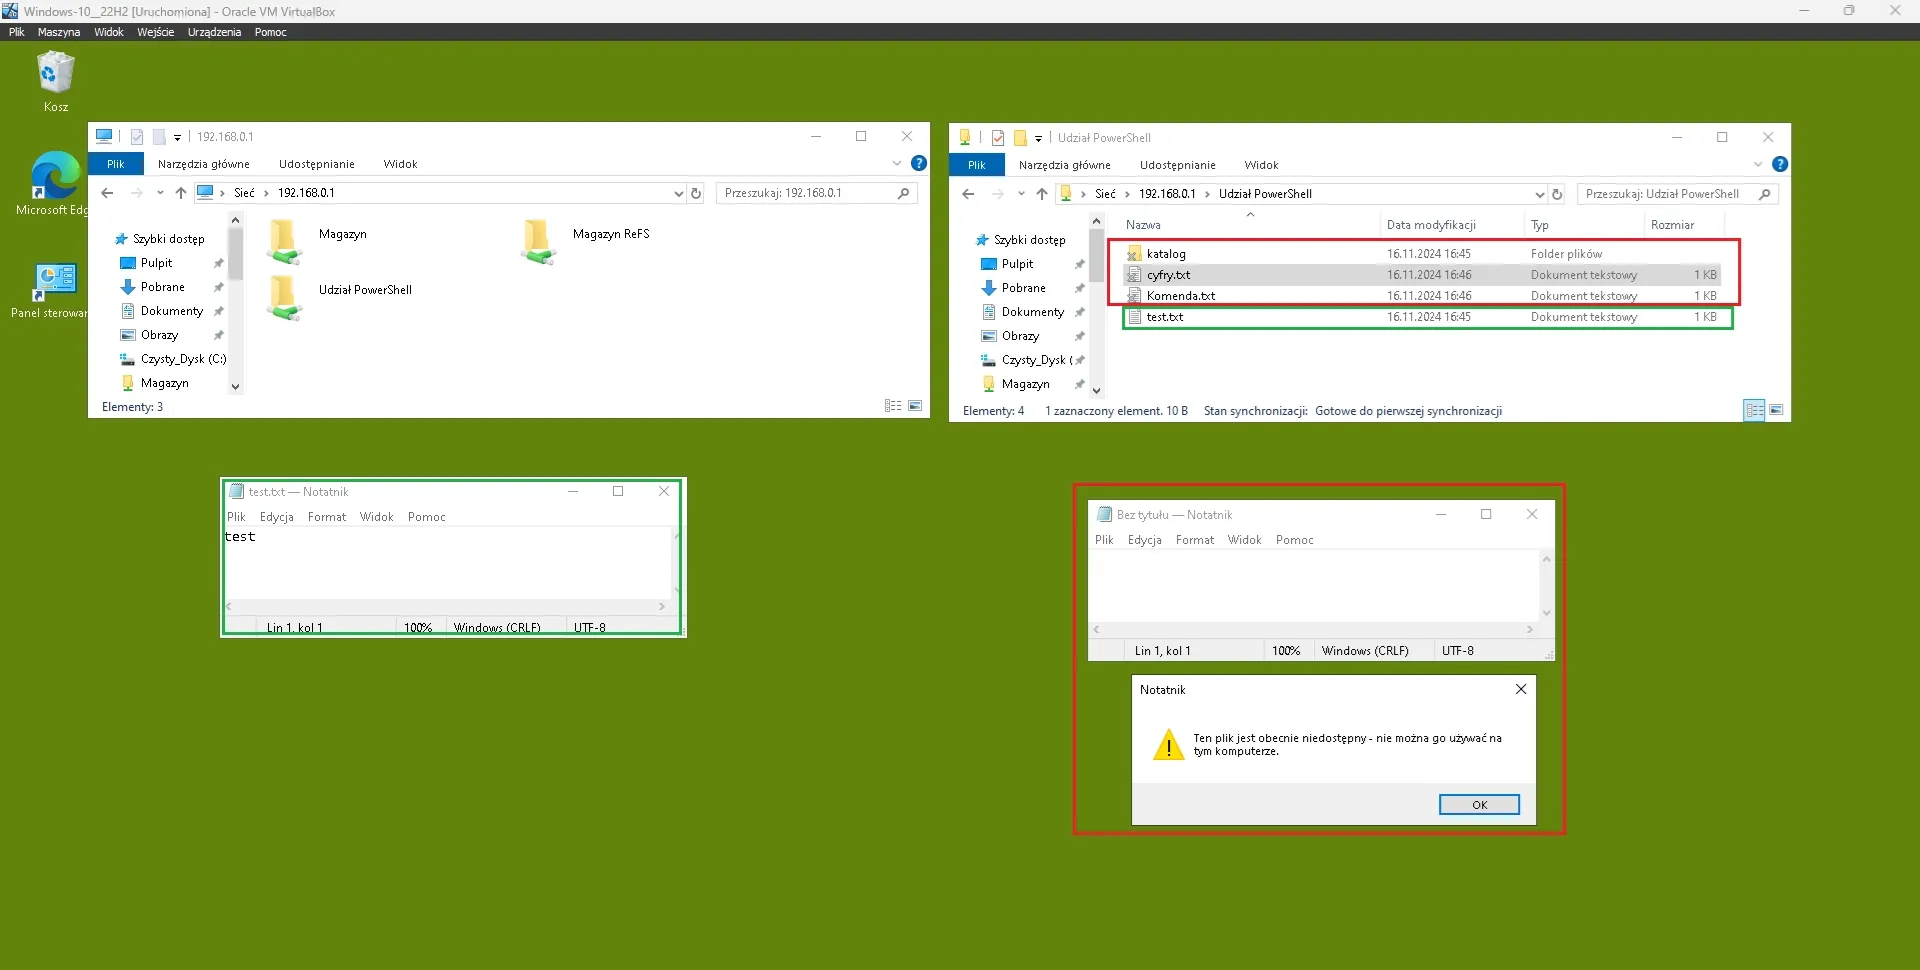 Windows-10__22H2 [Uruchomiona] - Oracle VM VirtualBox
Plik Maszyna Widok Wejście Urządzenia Pomoc
Kosz
Microsoft Edg
Panel sterowan
192.168.0.1
Plik Narzędzia główne Udostępnianie Widok
Sieć > 192.168.0.1
Przeszukaj: 192.168.0.1
Szybki dostęp
Pulpit
Pobrane
Dokumenty
Obrazy
Czysty_Dysk (C:)
Magazyn
Magazyn
Magazyn ReFS
Udział PowerShell
Elementy: 3
Udział PowerShell
Plik Narzędzia główne Udostępnianie Widok
Sieć > 192.168.0.1 > Udział PowerShell
Przeszukaj: Udział PowerShell
Szybki dostęp
Pulpit
Pobrane
Dokumenty
Obrazy
Czysty_Dysk (
Magazyn
Nazwa Data modyfikacji Typ Rozmiar
katalog 16.11.2024 16:45 Folder plików
cyfry.txt 16.11.2024 16:46 Dokument tekstowy 1 KB
Komenda.txt 16.11.2024 16:46 Dokument tekstowy 1 KB
test.txt 16.11.2024 16:45 Dokument tekstowy 1 KB
Elementy: 4 1 zaznaczony element. 10 B Stan synchronizacji: Gotowe do pierwszej synchronizacji
test.txt — Notatnik
Plik Edycja Format Widok Pomoc
test
Lin 1, kol 1 100% Windows (CRLF) UTF-8
Bez tytułu — Notatnik
Plik Edycja Format Widok Pomoc
Lin 1, kol 1 100% Windows (CRLF) UTF-8
Notatnik
Ten plik jest obecnie niedostępny - nie można go używać na
tym komputerze.
OK